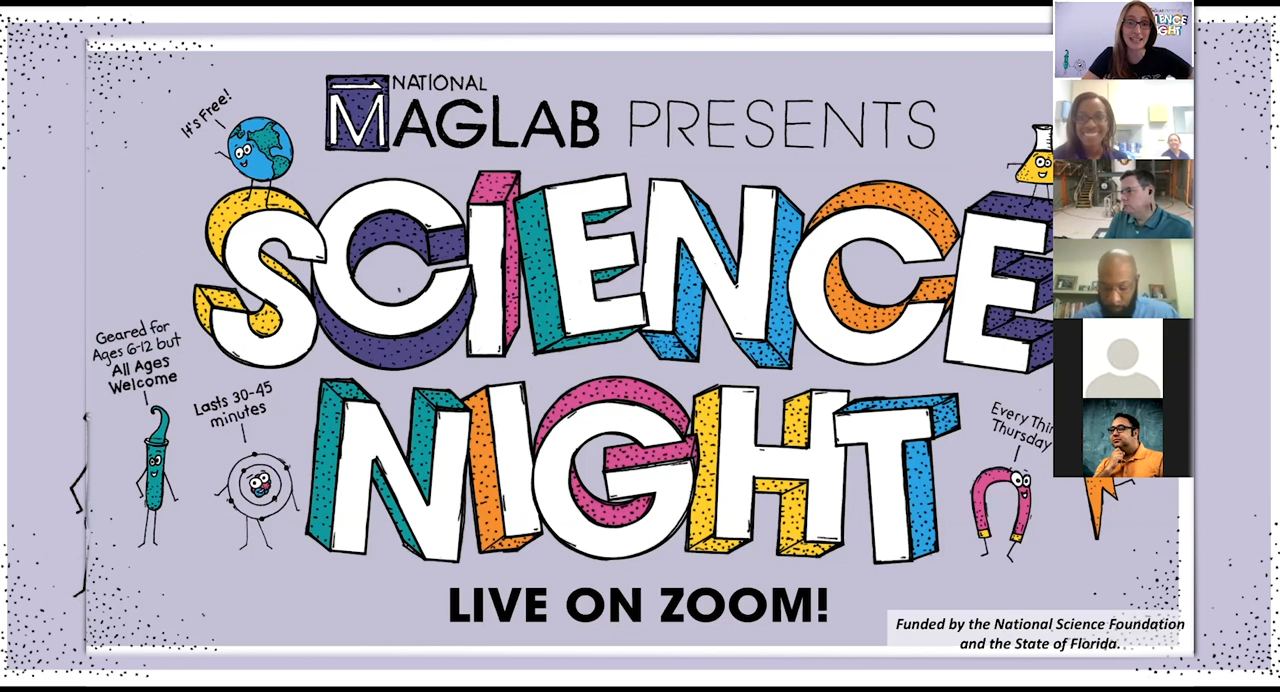 NATIONAL
MAGLAB PRESENTS
It's Free!
SCIENCE
Geared for
Ages 6-12 but
All Ages
Welcome
Lasts 30-45
minutes
NIGHT
Every
Thursday
LIVE ON ZOOM!
Funded by the National Science Foundation
and the State of Florida.